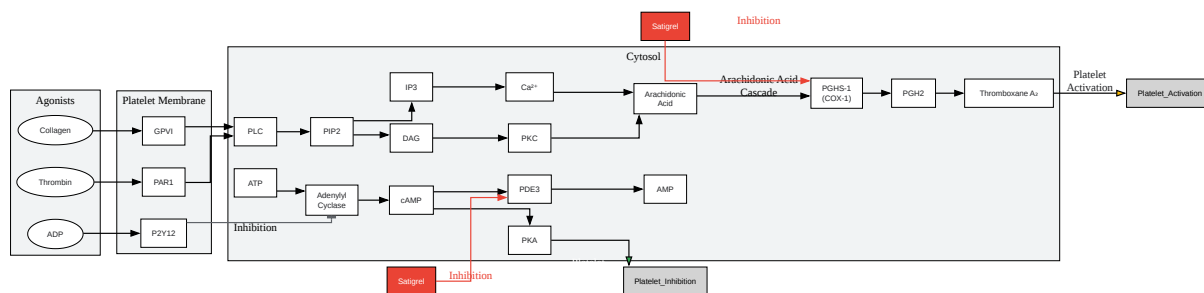 Satigrel
Inhibition
Cytosol
Agonists
Platelet Membrane
Collagen
GPVI
Thrombin
PAR1
ADP
P2Y12
PLC
PIP2
IP3
Ca²⁺
DAG
PKC
Arachidonic
Acid
Arachidonic Acid
Cascade
PGHS-1
(COX-1)
PGH2
Thromboxane A₂
Platelet
Activation
Platelet_Activation
ATP
Adenylyl
Cyclase
cAMP
PDE3
AMP
PKA
Inhibition
Satigrel
Inhibition
Platelet_Inhibition